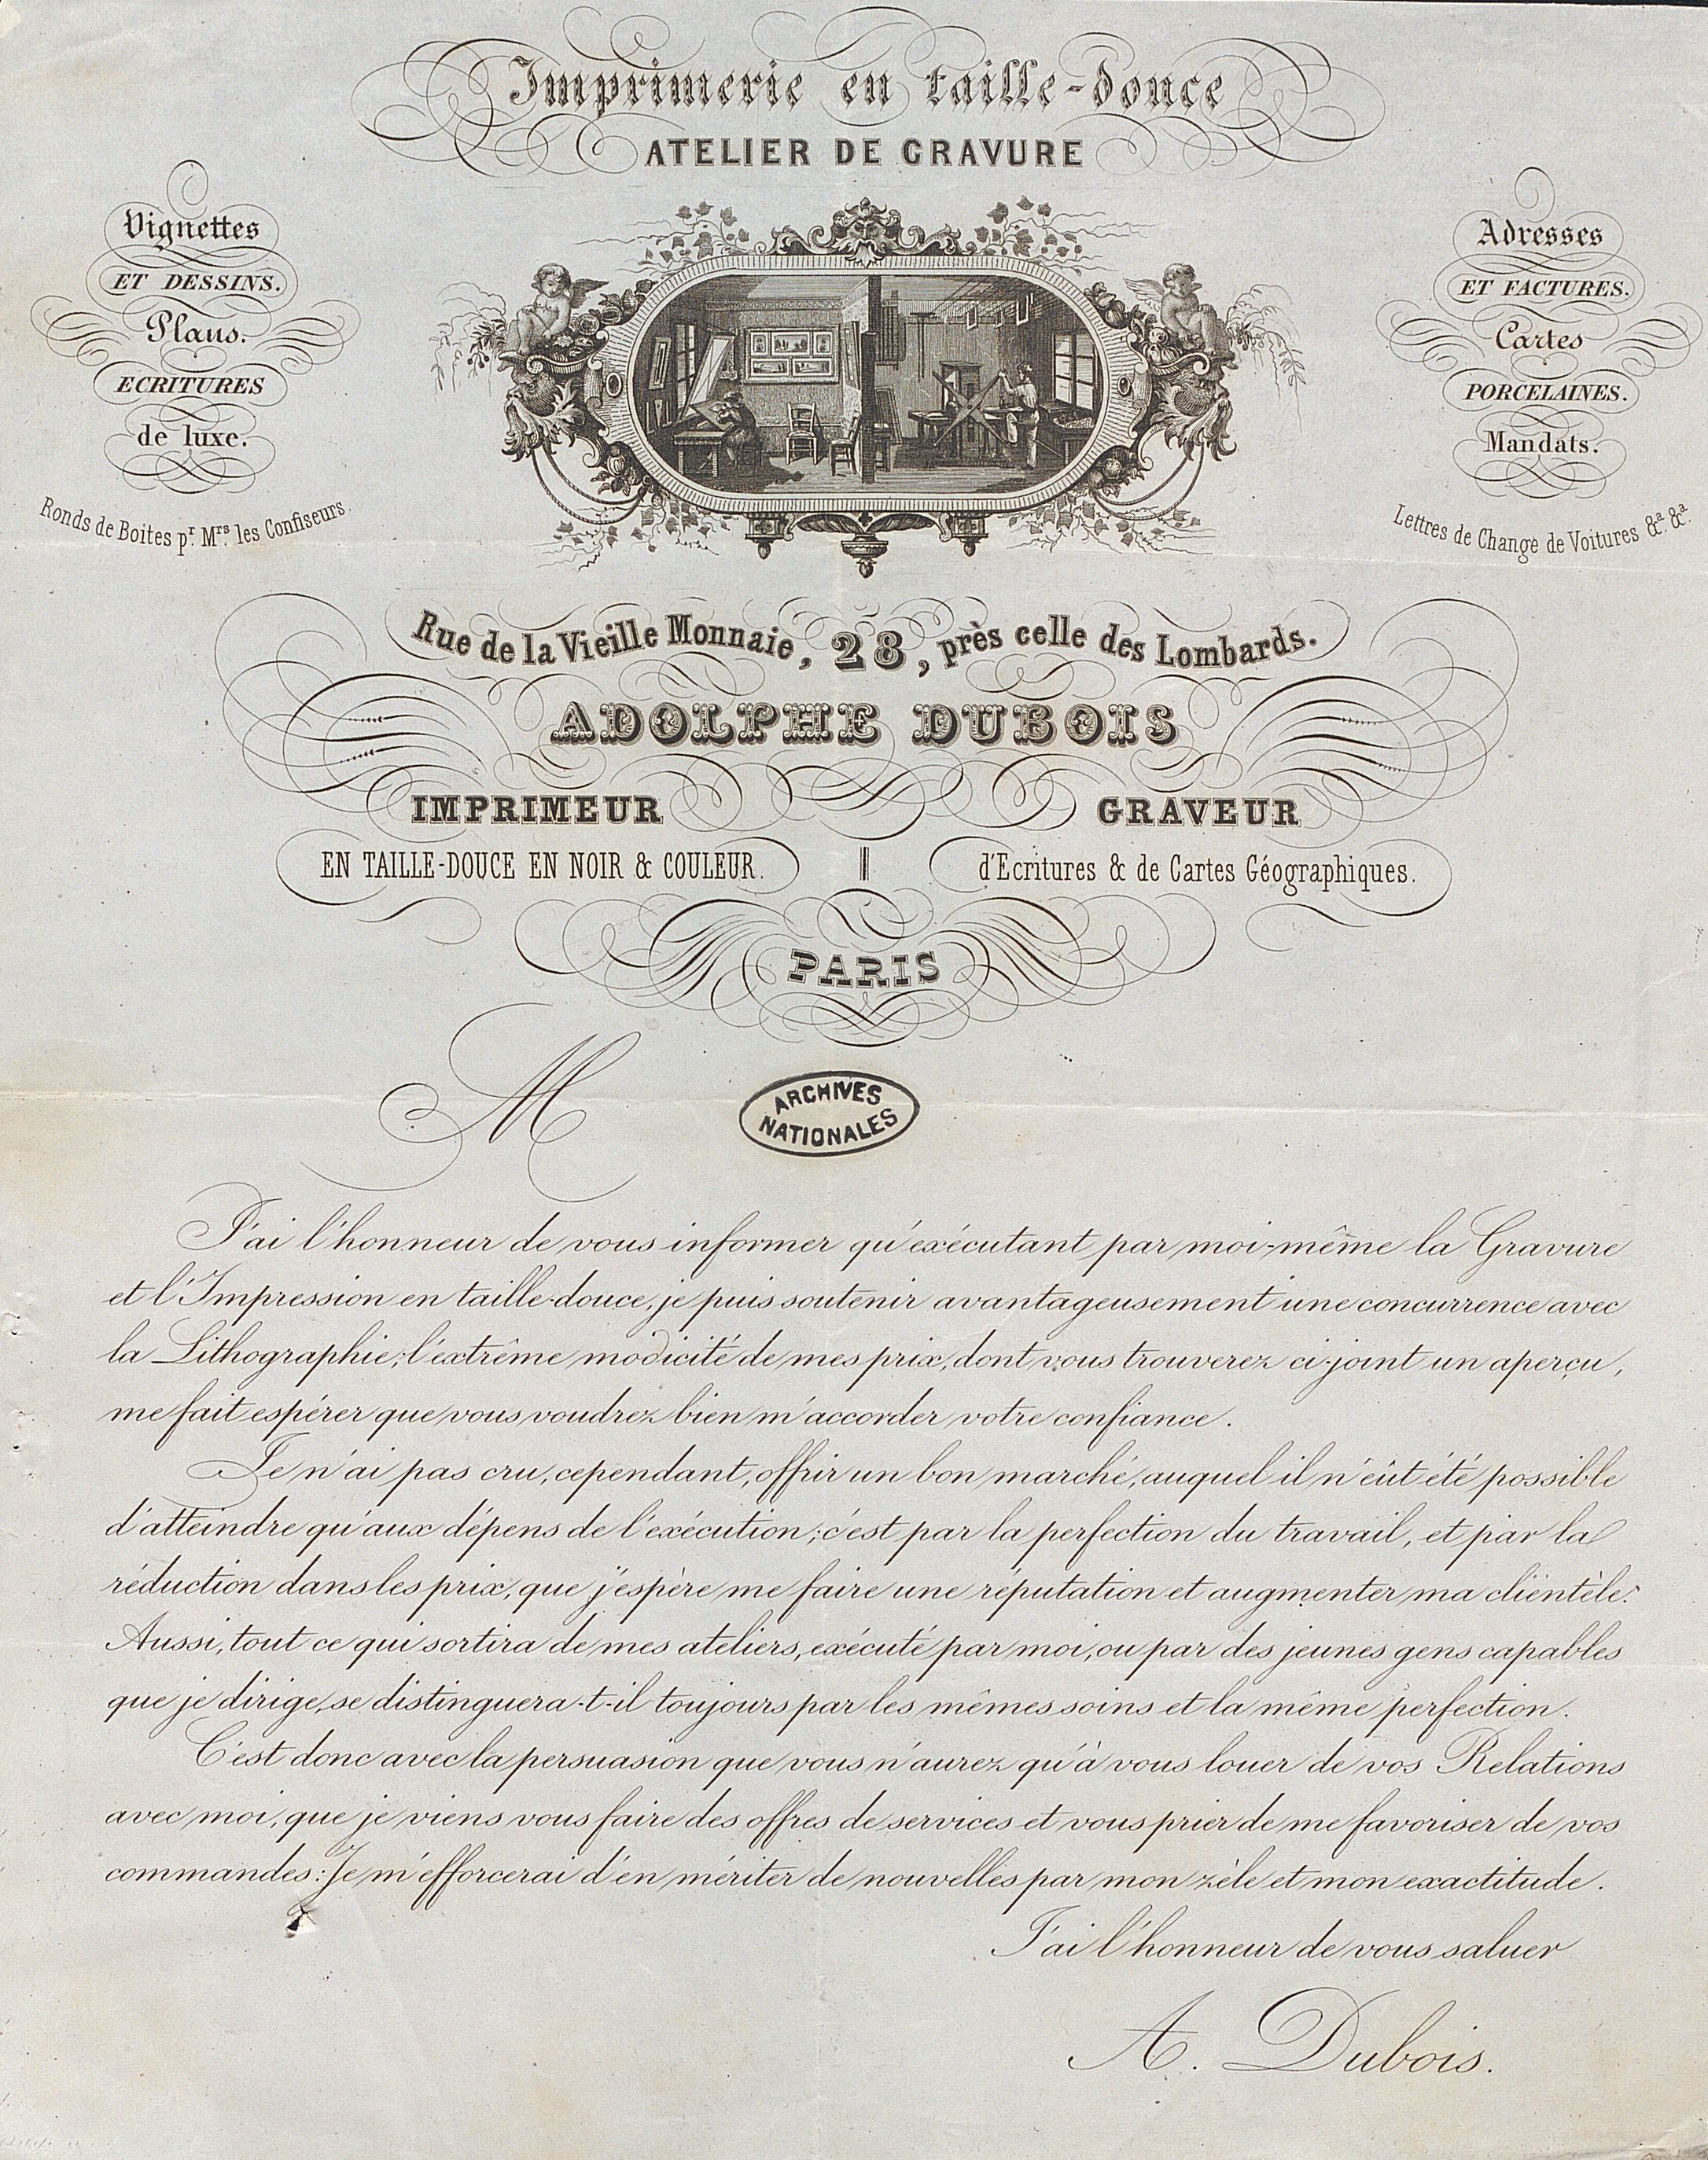 Imprimerie en taille-douce
ATELIER DE GRAVURE
Vignettes
ET DESSINS.
Plans.
ECRITURES
de luxe.
Ronds de Boites pr. Mrs. les Confiseurs.
Adresses
ET FACTURES.
Cartes
PORCELAINES.
Mandats.
Lettres de Change de Voitures &a. &a.
Rue de la Vieille Monnaie, 28, près celle des Lombards.
ADOLPHE DUBOIS
IMPRIMEUR
EN TAILLE-DOUCE EN NOIR & COULEUR.
GRAVEUR
d'Ecritures & de Cartes Géographiques.
PARIS
M
ARCHIVES
NATIONALES
J'ai l'honneur de vous informer qu'exécutant par moi-même la Gravure
et l'Impression en taille-douce, je puis soutenir avantageusement une concurrence avec
la Lithographie; l'extrême modicité de mes prix, dont vous trouverez ci-joint un aperçu,
me fait espérer que vous voudrez bien m'accorder votre confiance.
Je n'ai pas cru, cependant, offrir un bon marché, auquel il n'eût été possible
d'atteindre qu'aux dépens de l'exécution; c'est par la perfection du travail, et par la
réduction dans les prix, que j'espère me faire une réputation et augmenter ma clientèle.
Aussi, tout ce qui sortira de mes ateliers, exécuté par moi, ou par des jeunes gens capables
que je dirige, se distinguera-t-il toujours par les mêmes soins et la même perfection.
C'est donc avec la persuasion que vous n'aurez qu'à vous louer de vos Relations
avec moi, que je viens vous faire des offres de services et vous prier de me favoriser de vos
commandes: Je m'efforcerai d'en mériter de nouvelles par mon zèle et mon exactitude.
J'ai l'honneur de vous saluer
A. Dubois.